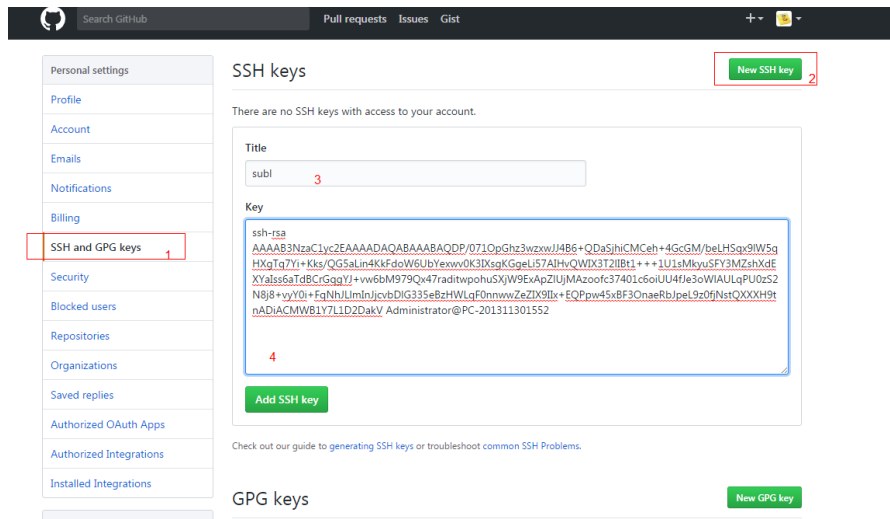 Search GitHub
Pull requests Issues Gist
Personal settings
Profile
Account
Emails
Notifications
Billing
SSH and GPG keys
1
Security
Blocked users
Repositories
Organizations
Saved replies
Authorized OAuth Apps
Authorized Integrations
Installed Integrations
SSH keys
New SSH key
2
There are no SSH keys with access to your account.
Title
subl
3
Key
ssh-rsa
4
Administrator@PC-201311301552
Add SSH key
Check out our guide to generating SSH keys or troubleshoot common SSH Problems.
GPG keys
New GPG key